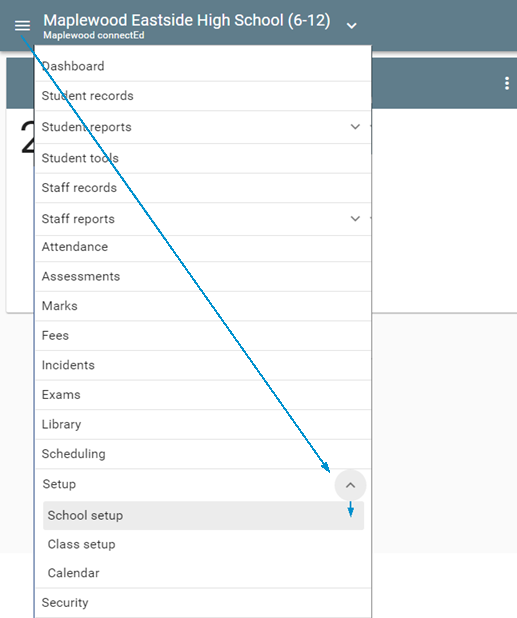 Maplewood Eastside High School (6-12)
Maplewood connectEd
Dashboard
Student records
2
Student reports
Student tools
Staff records
Staff reports
Attendance
Assessments
Marks
Fees
Incidents
Exams
Library
Scheduling
Setup
School setup
Class setup
Calendar
Security